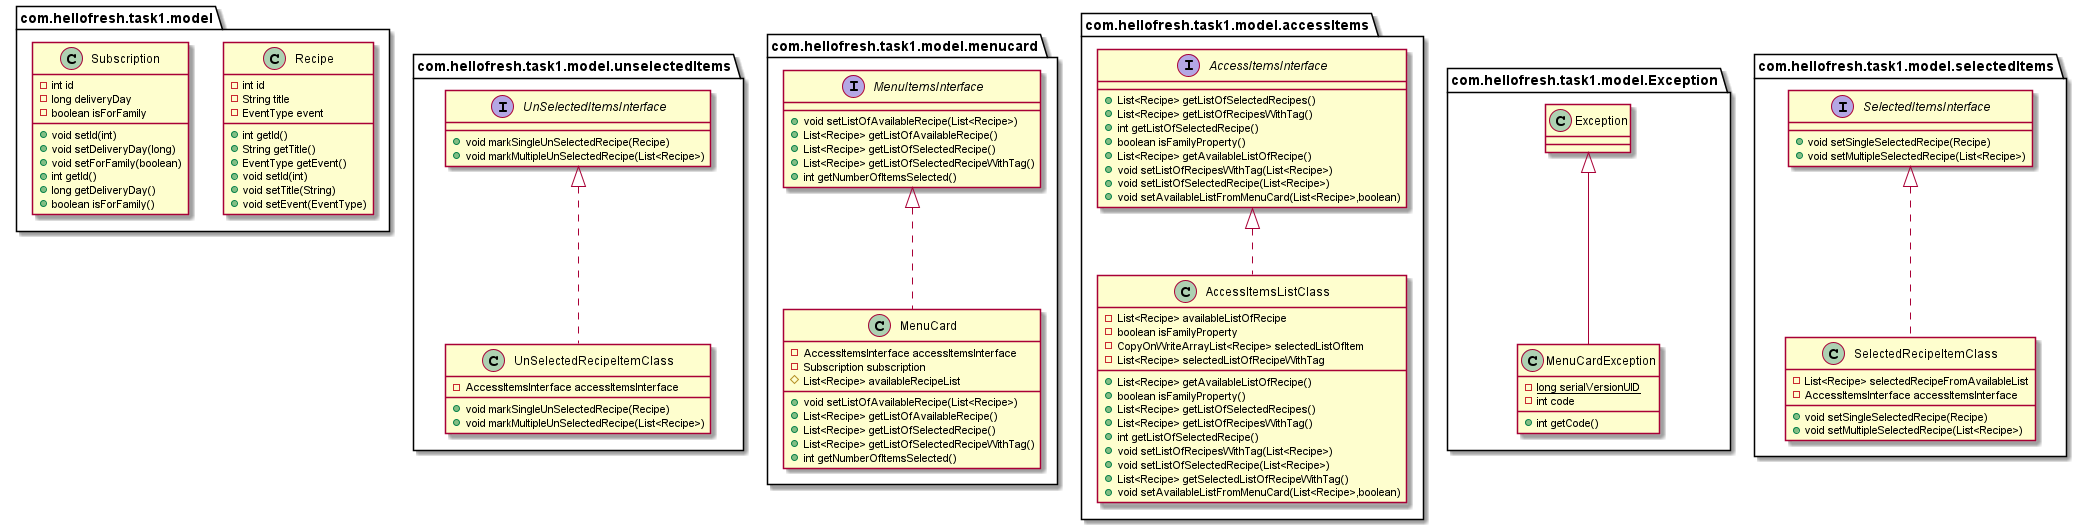 com.hellofresh.task1.model
C Subscription
int id
long deliveryDay
boolean isForFamily
void setId(int)
void setDeliveryDay(long)
void setForFamily(boolean)
int getId()
long getDeliveryDay()
boolean isForFamily()
C Recipe
int id
String title
EventType event
int getId()
String getTitle()
EventType getEvent()
void setId(int)
void setTitle(String)
void setEvent(EventType)
com.hellofresh.task1.model.unselectedItems
I UnSelectedItemsInterface
void markSingleUnSelectedRecipe(Recipe)
void markMultipleUnSelectedRecipe(List<Recipe>)
C UnSelectedRecipeItemClass
AccessItemsInterface accessItemsInterface
void markSingleUnSelectedRecipe(Recipe)
void markMultipleUnSelectedRecipe(List<Recipe>)
com.hellofresh.task1.model.menucard
I MenuItemsInterface
void setListOfAvailableRecipe(List<Recipe>)
List<Recipe> getListOfAvailableRecipe()
List<Recipe> getListOfSelectedRecipe()
List<Recipe> getListOfSelectedRecipeWithTag()
int getNumberOfItemsSelected()
C MenuCard
AccessItemsInterface accessItemsInterface
Subscription subscription
List<Recipe> availableRecipeList
void setListOfAvailableRecipe(List<Recipe>)
List<Recipe> getListOfAvailableRecipe()
List<Recipe> getListOfSelectedRecipe()
List<Recipe> getListOfSelectedRecipeWithTag()
int getNumberOfItemsSelected()
com.hellofresh.task1.model.accessItems
I AccessItemsInterface
List<Recipe> getListOfSelectedRecipes()
List<Recipe> getListOfRecipesWithTag()
int getListOfSelectedRecipe()
boolean isFamilyProperty()
List<Recipe> getAvailableListOfRecipe()
void setListOfRecipesWithTag(List<Recipe>)
void setListOfSelectedRecipe(List<Recipe>)
void setAvailableListFromMenuCard(List<Recipe>,boolean)
C AccessItemsListClass
List<Recipe> availableListOfRecipe
boolean isFamilyProperty
CopyOnWriteArrayList<Recipe> selectedListOfItem
List<Recipe> selectedListOfRecipeWithTag
List<Recipe> getAvailableListOfRecipe()
boolean isFamilyProperty()
List<Recipe> getListOfSelectedRecipes()
List<Recipe> getListOfRecipesWithTag()
int getListOfSelectedRecipe()
void setListOfRecipesWithTag(List<Recipe>)
void setListOfSelectedRecipe(List<Recipe>)
List<Recipe> getSelectedListOfRecipeWithTag()
void setAvailableListFromMenuCard(List<Recipe>,boolean)
com.hellofresh.task1.model.Exception
C Exception
C MenuCardException
long serialVersionUID
int code
int getCode()
com.hellofresh.task1.model.selectedItems
I SelectedItemsInterface
void setSingleSelectedRecipe(Recipe)
void setMultipleSelectedRecipe(List<Recipe>)
C SelectedRecipeItemClass
List<Recipe> selectedRecipeFromAvailableList
AccessItemsInterface accessItemsInterface
void setSingleSelectedRecipe(Recipe)
void setMultipleSelectedRecipe(List<Recipe>)